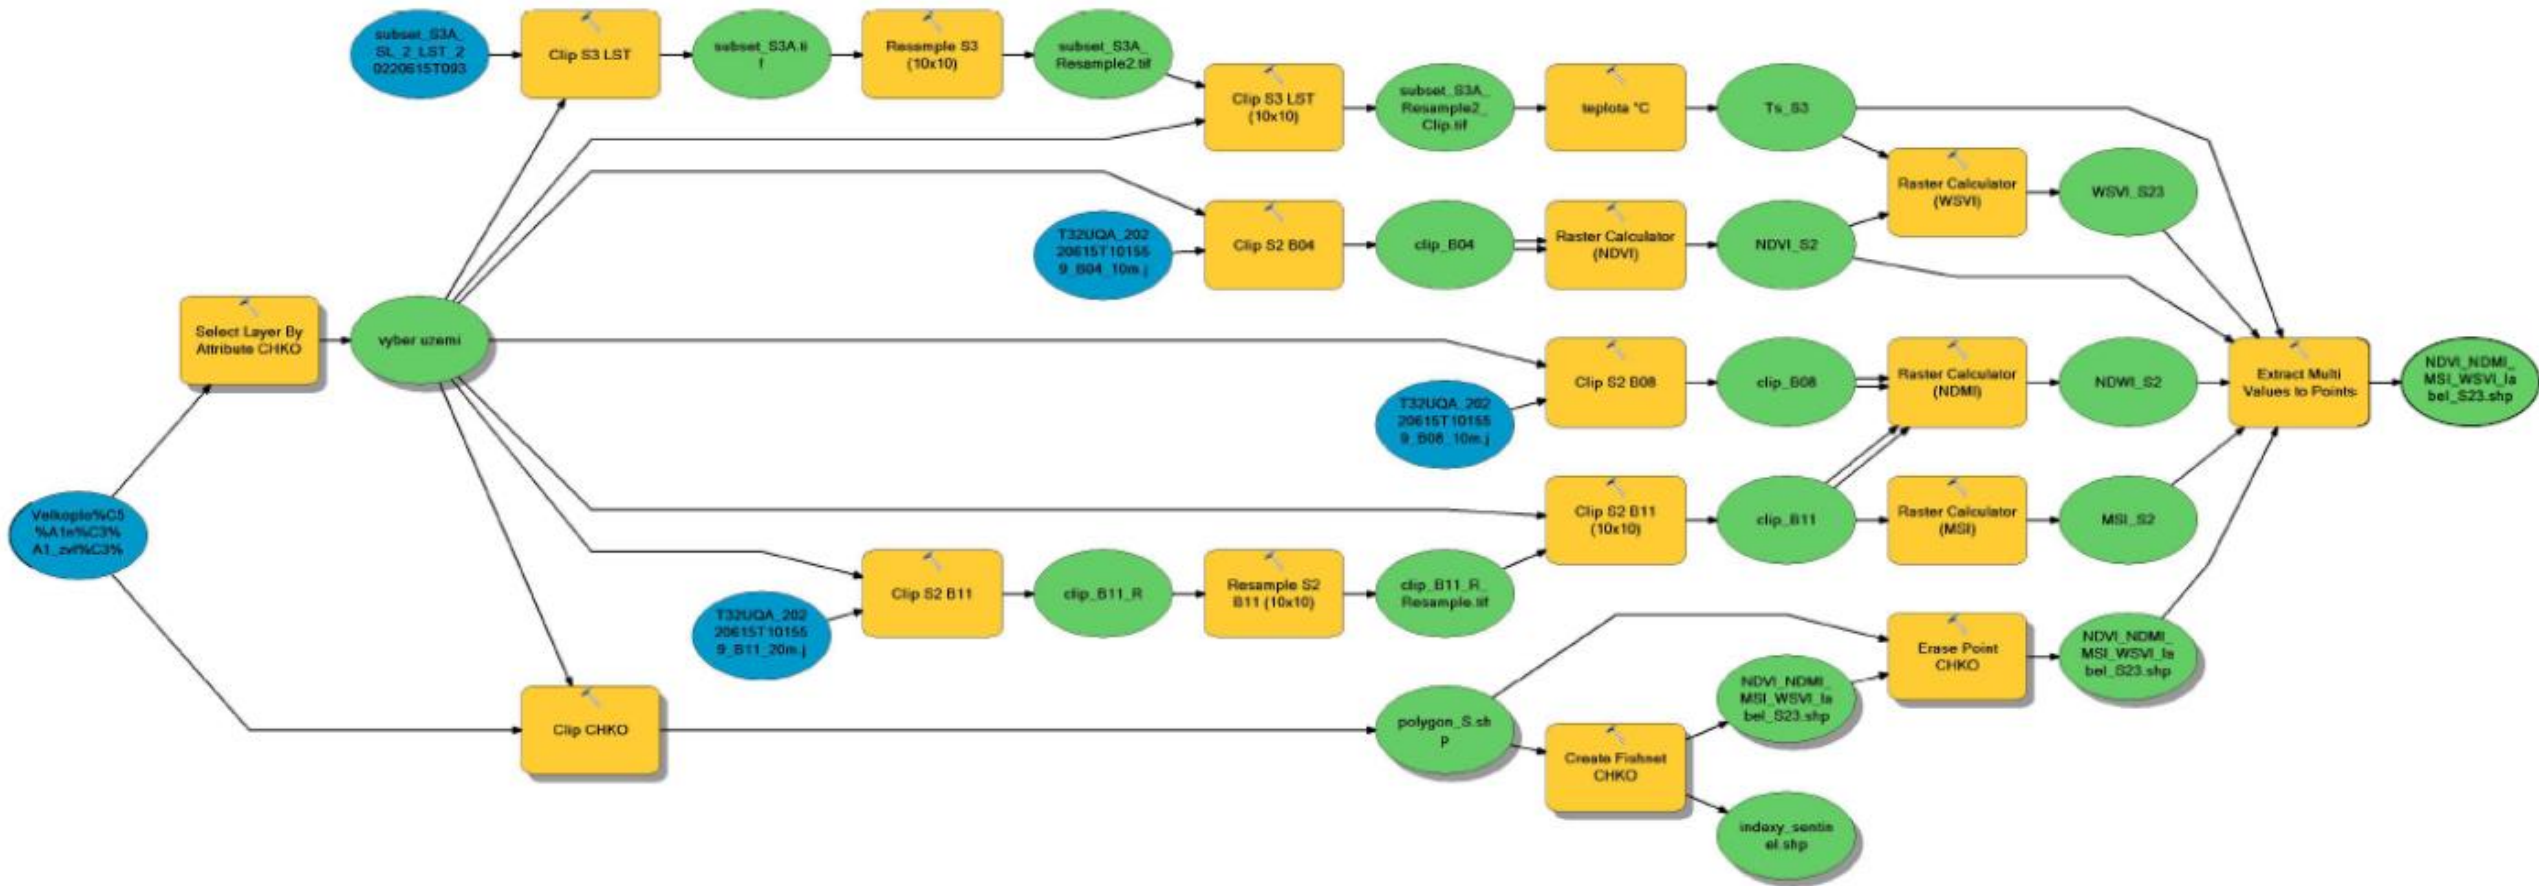 subset_S3A_
SL_2_LST_2
0220615T093
Clip S3 LST
subset_S3A.ti
f
Resample S3
(10x10)
subset_S3A_
Resample2.tif
Clip S3 LST
(10x10)
subset_S3A_
Resample2_
Clip.tif
teplota °C
Ts_S3
Raster Calculator
(WSVI)
WSVI_S23
T32UQA_202
20615T10155
9_B04_10m.j
Clip S2 B04
clip_B04
Raster Calculator
(NDVI)
NDVI_S2
Select Layer By
Attribute CHKO
vyber uzemi
T32UQA_202
20615T10155
9_B08_10m.j
Clip S2 B08
clip_B08
Raster Calculator
(NDMI)
NDWI_S2
Extract Multi
Values to Points
NDVI_NDMI_
MSI_WSVI_la
bel_S23.shp
Velkoplo%C5
%A1n%C3%
A1_zvl%C3%
Clip S2 B11
(10x10)
clip_B11
Raster Calculator
(MSI)
MSI_S2
T32UQA_202
20615T10155
9_B11_20m.j
Clip S2 B11
clip_B11_R
Resample S2
B11 (10x10)
clip_B11_R_
Resample.tif
Clip CHKO
polygon_S.sh
p
Create Fishnet
CHKO
NDVI_NDMI_
MSI_WSVI_la
bel_S23.shp
indexy_sentin
el.shp
Erase Point
CHKO
NDVI_NDMI_
MSI_WSVI_la
bel_S23.shp